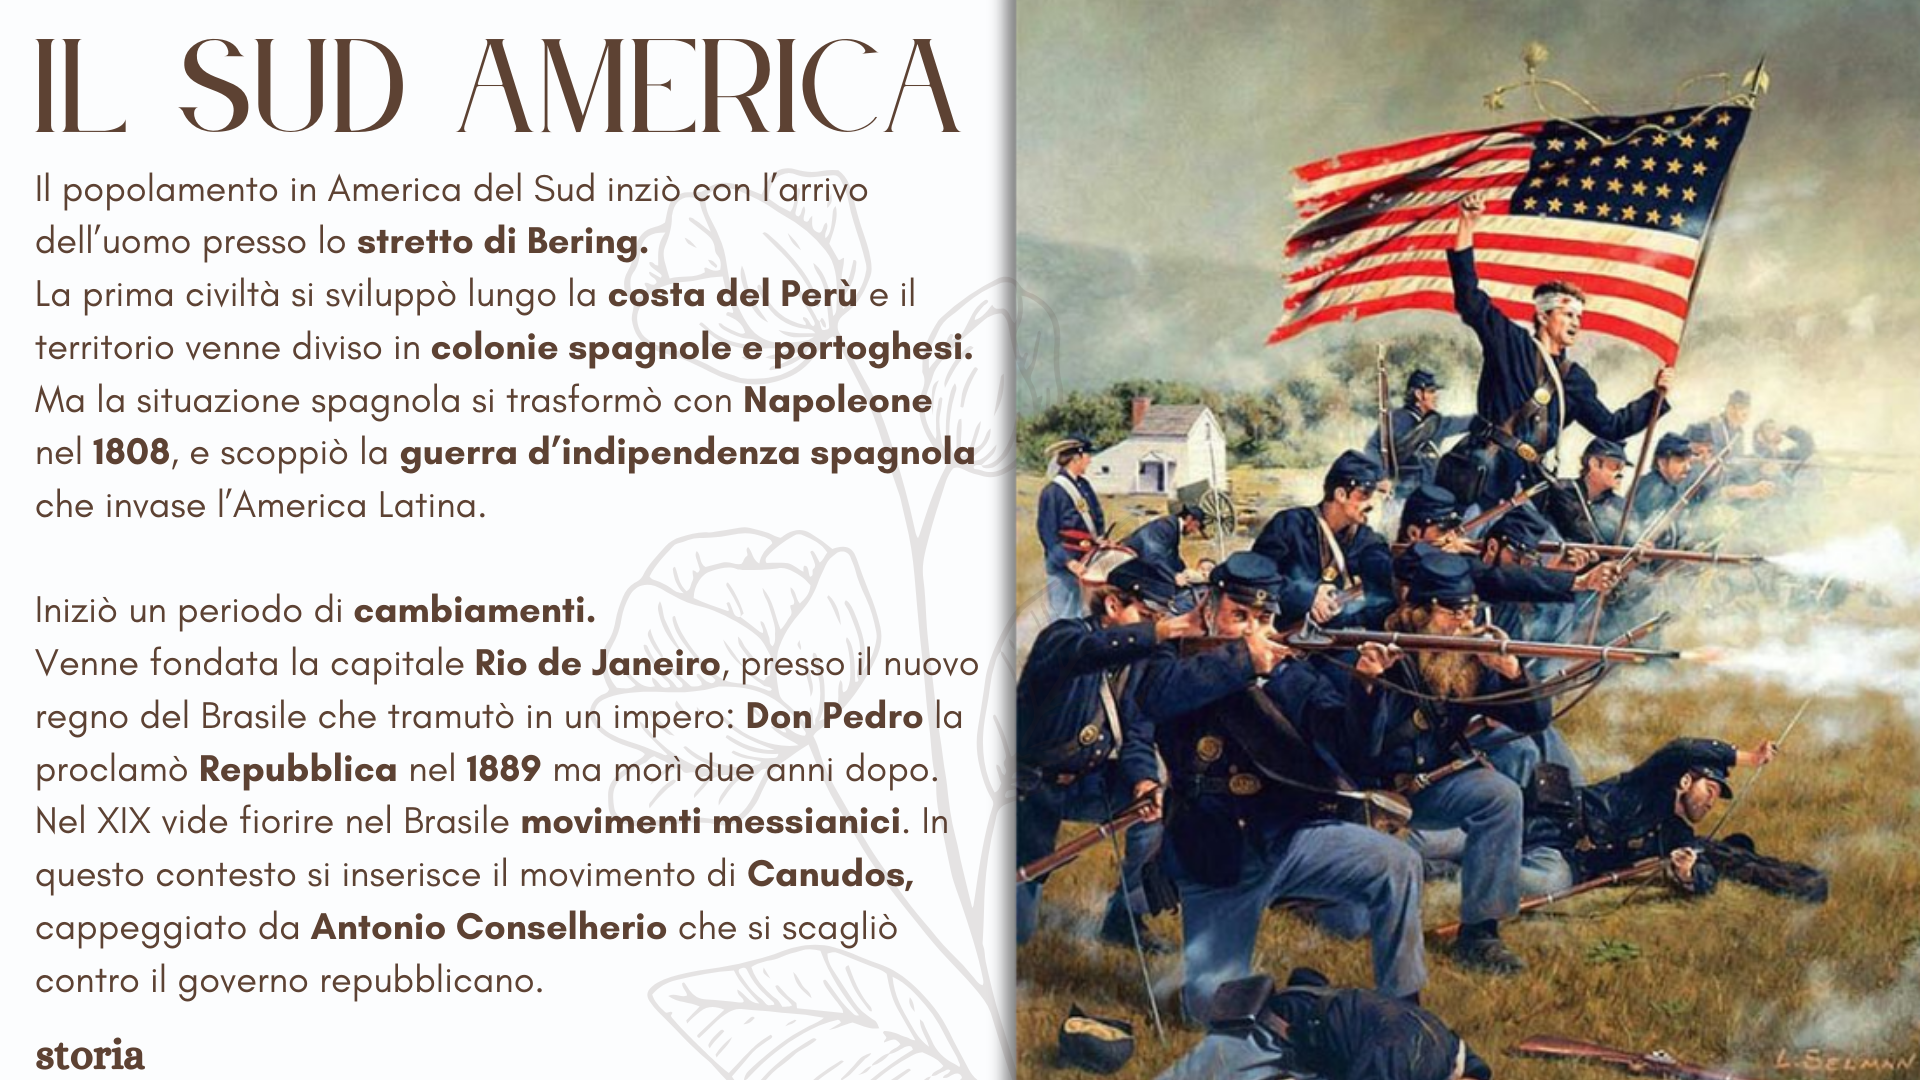 IL SUD AMERICA
Il popolamento in America del Sud inziò con l'arrivo
dell'uomo presso lo stretto di Bering.
La prima civiltà si sviluppò lungo la costa del Perù e il
territorio venne diviso in colonie spagnole e portoghesi.
Ma la situazione spagnola si trasformò con Napoleone
nel 1808, e scoppiò la guerra d'indipendenza spagnola
che invase l'America Latina.
Iniziò un periodo di cambiamenti.
Venne fondata la capitale Rio de Janeiro, presso il nuovo
regno del Brasile che tramutò in un impero: Don Pedro la
proclamò Repubblica nel 1889 ma morì due anni dopo.
Nel XIX vide fiorire nel Brasile movimenti messianici. In
questo contesto si inserisce il movimento di Canudos,
cappeggiato da Antonio Conselherio che si scagliò
contro il governo repubblicano.
storia
L. SELMAN